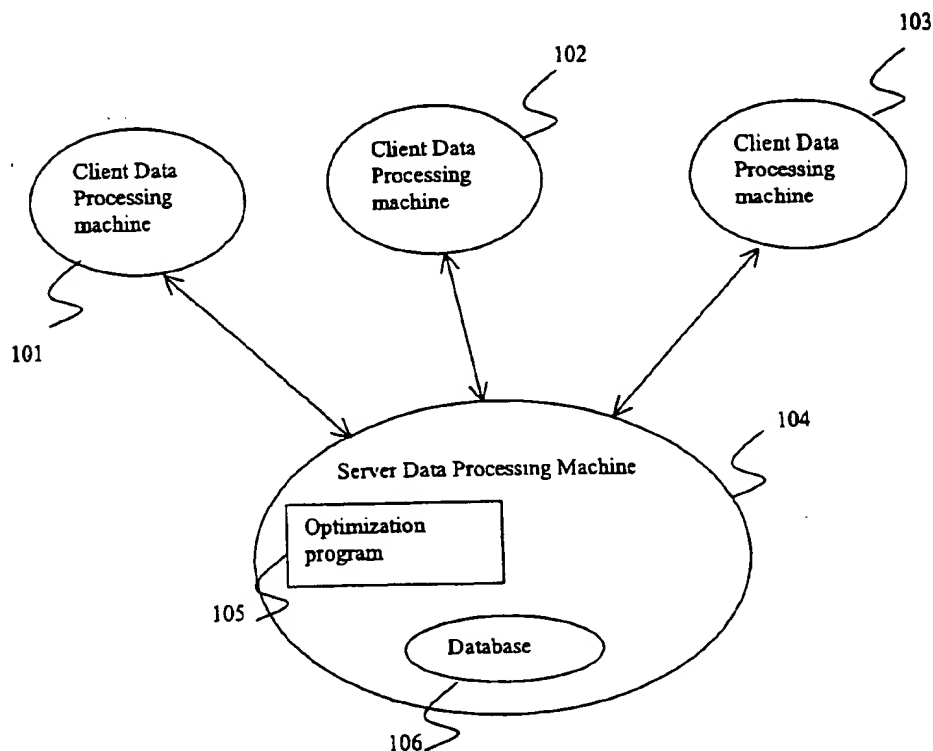 103
102
Client Data
Processing
machine
Client Data
Processing
machine
Client Data
Processing
machine
101
104
Server Data Processing Machine
Optimization
program
105
Database
106